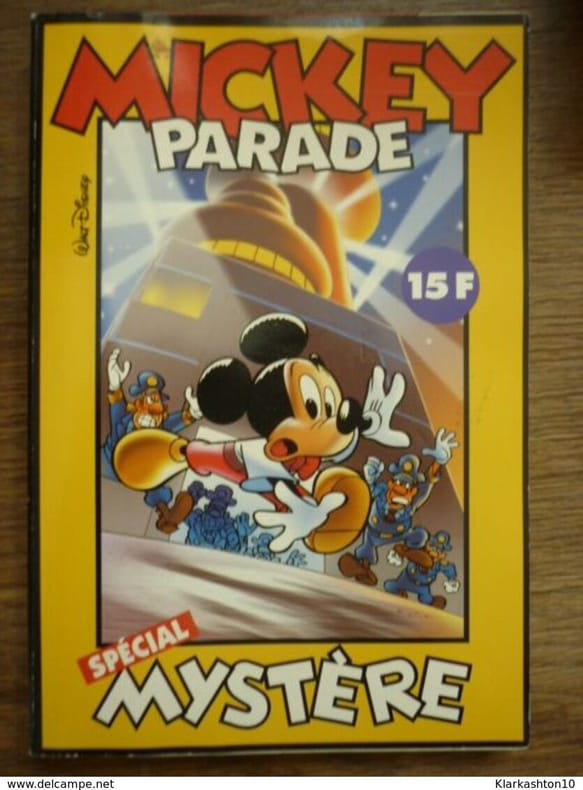 MICKEY
PARADE
WALT DISNEY
15 F
SPÉCIAL
MYSTÈRE
www.delcampe.net
Klarkashton10